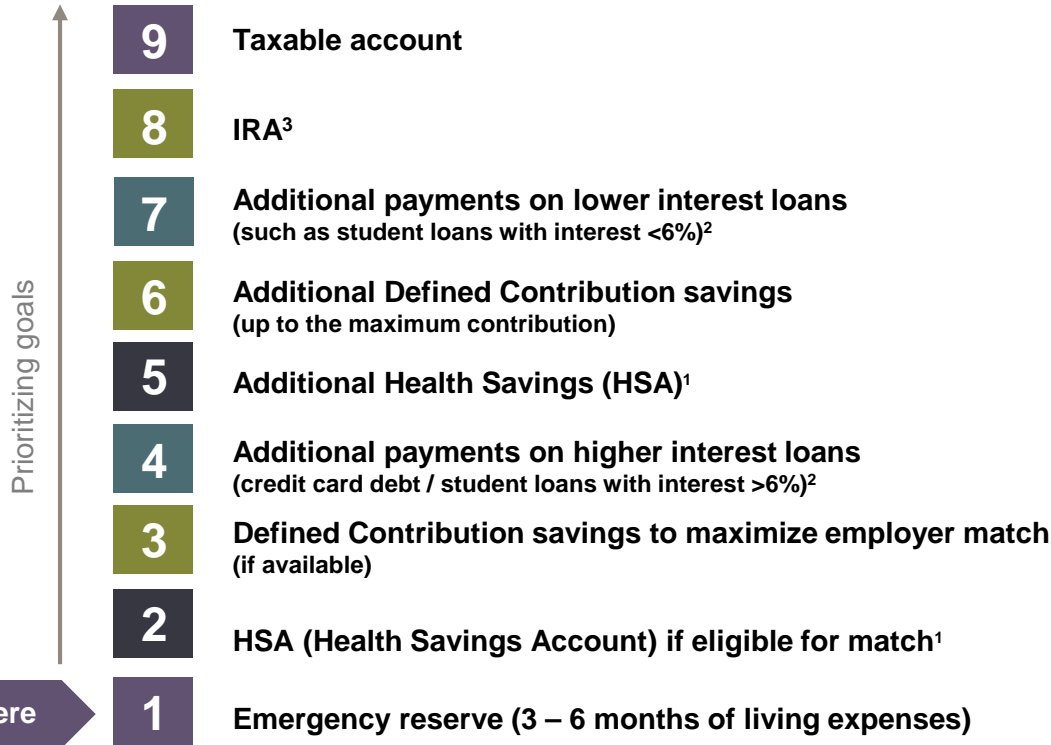 9
Taxable account
8
IRA3
7
Additional payments on lower interest loans
(such as student loans with interest <6%)2
6
Additional Defined Contribution savings
(up to the maximum contribution)
5
Additional Health Savings (HSA)1
4
Additional payments on higher interest loans
(credit card debt / student loans with interest >6%)2
3
Defined Contribution savings to maximize employer match
(if available)
2
HSA (Health Savings Account) if eligible for match1
1
Emergency reserve (3 – 6 months of living expenses)
Prioritizing goals